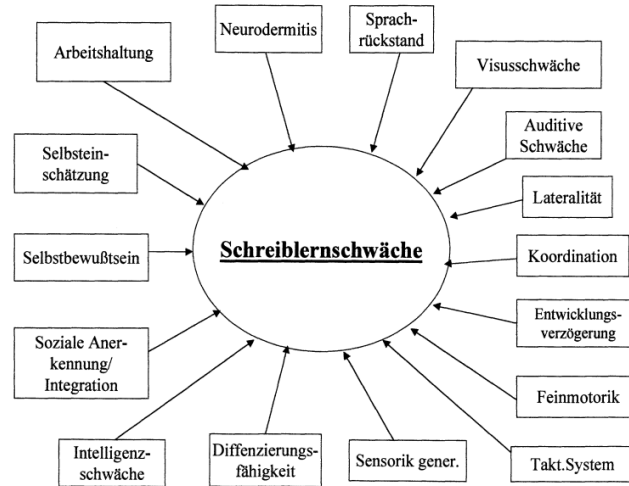 Neurodermitis
Sprach-
rückstand
Arbeitshaltung
Visusschwäche
Auditive
Schwäche
Selbstein-
schätzung
Lateralität
Schreiblernschwäche
Selbstbewußtsein
Koordination
Entwicklungs-
verzögerung
Soziale Aner-
kennung/
Integration
Feinmotorik
Intelligenz-
schwäche
Diffenzierungs-
fähigkeit
Sensorik gener.
Takt.System